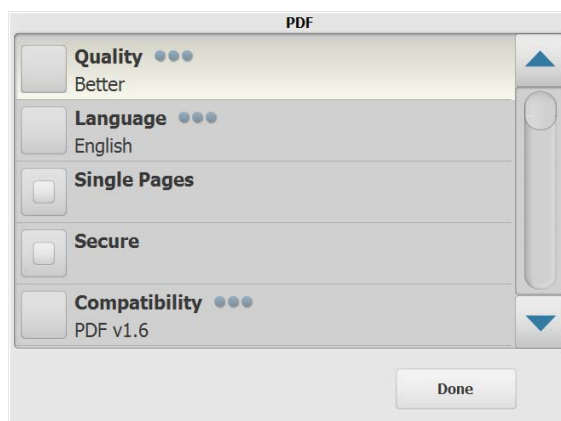 PDF
Quality
Better
Language
English
Single Pages
Secure
Compatibility
PDF v1.6
Done